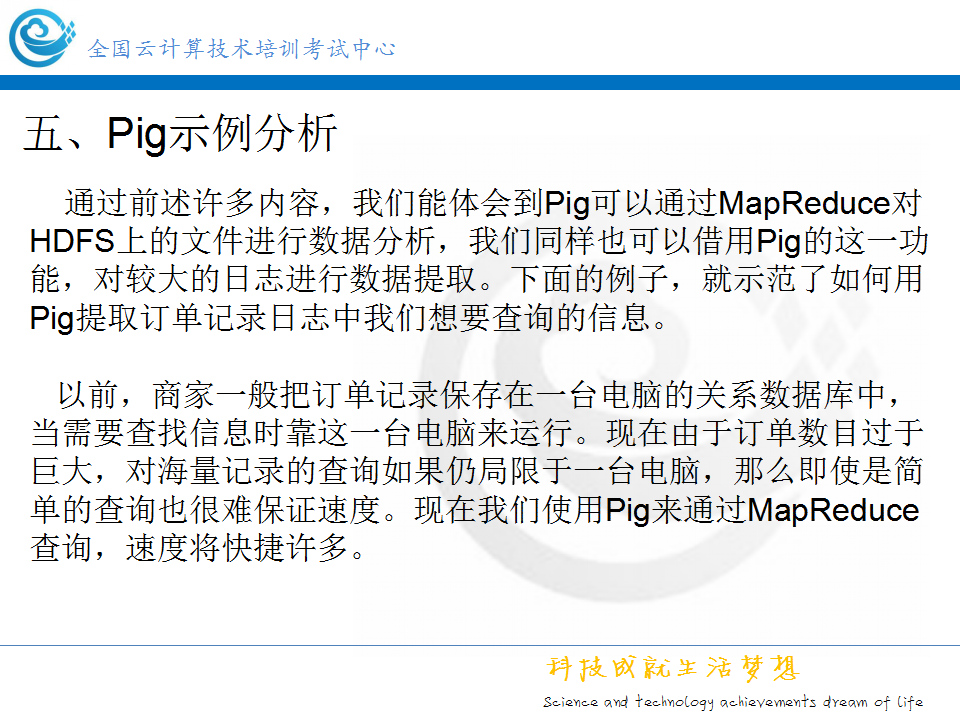 全国云计算技术培训考试中心
五、Pig示例分析
通过前述许多内容，我们能体会到Pig可以通过MapReduce对
HDFS上的文件进行数据分析，我们同样也可以借用Pig的这一功
能，对较大的日志进行数据提取。下面的例子，就示范了如何用
Pig提取订单记录日志中我们想要查询的信息。
以前，商家一般把订单记录保存在一台电脑的关系数据库中，
当需要查找信息时靠这一台电脑来运行。现在由于订单数目过于
巨大，对海量记录的查询如果仍局限于一台电脑，那么即使是简
单的查询也很难保证速度。现在我们使用Pig来通过MapReduce
查询，速度将快捷许多。
科技成就生活梦想
Science and technology achievements dream of life